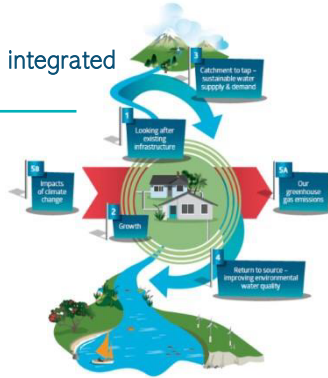 integrated
3
Catchment to tap –
sustainable water
suppply & demand
1
Looking after
existing
infrastructure
5B
Impacts
of climate
change
5A
Our
greenhouse
gas emissions
2
Growth
4
Return to source –
improving environmental
water quality